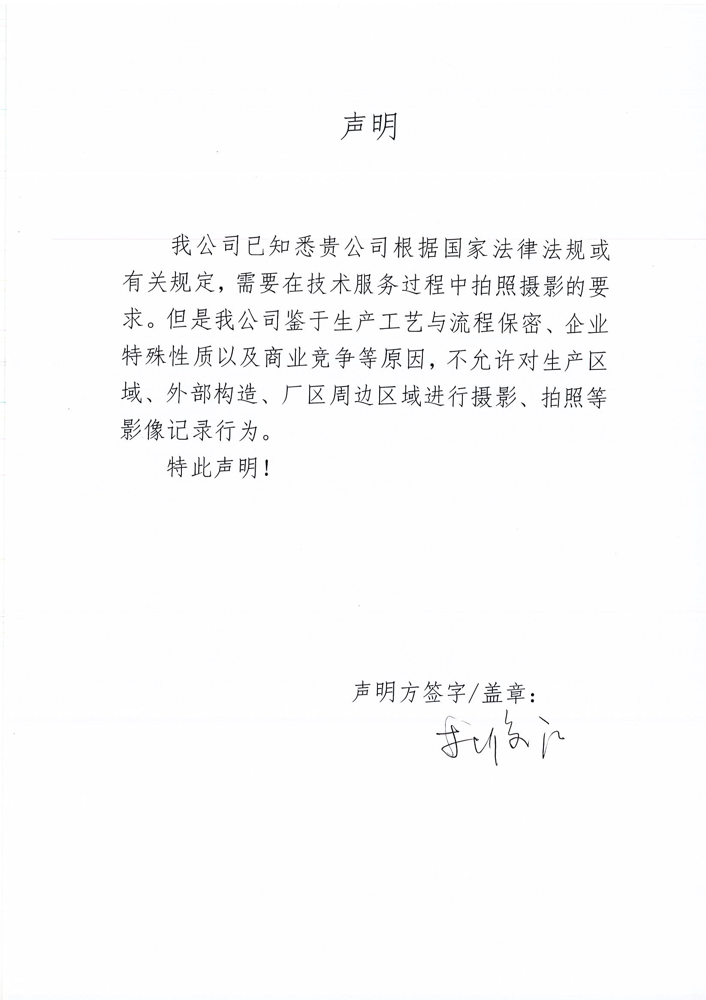 声明
我公司已知悉贵公司根据国家法律法规或
有关规定，需要在技术服务过程中拍照摄影的要
求。但是我公司鉴于生产工艺与流程保密、企业
特殊性质以及商业竞争等原因，不允许对生产区
域、外部构造、厂区周边区域进行摄影、拍照等
影像记录行为。
特此声明！
声明方签字/盖章：